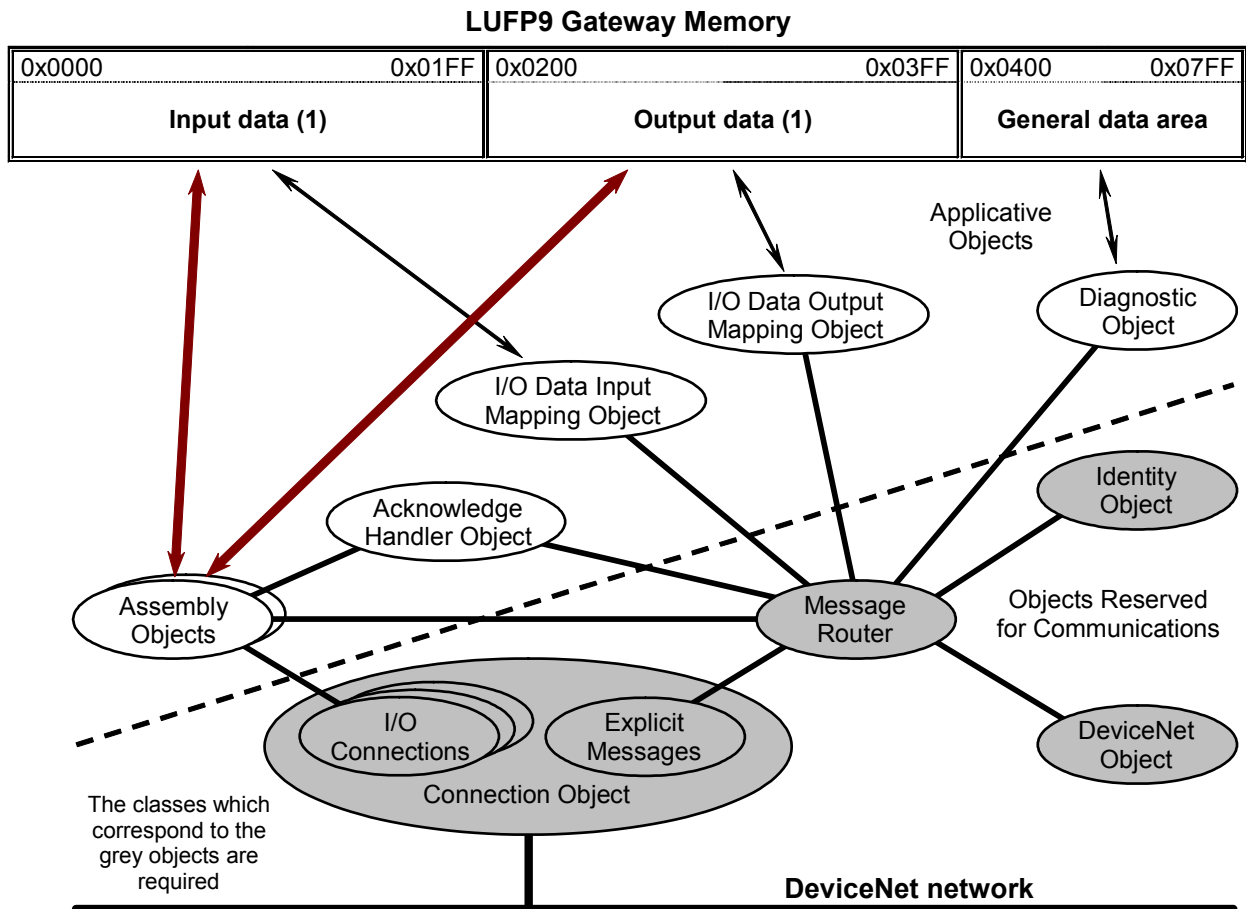 LUFP9 Gateway Memory
0x0000 0x01FF 0x0200 0x03FF 0x0400 0x07FF
Input data (1) Output data (1) General data area
Applicative
Objects
I/O Data Output
Mapping Object
Diagnostic
Object
I/O Data Input
Mapping Object
Identity
Object
Acknowledge
Handler Object
Assembly
Objects
Message
Router
Objects Reserved
for Communications
I/O
Connections
Explicit
Messages
DeviceNet
Object
Connection Object
The classes which
correspond to the
grey objects are
required
DeviceNet network